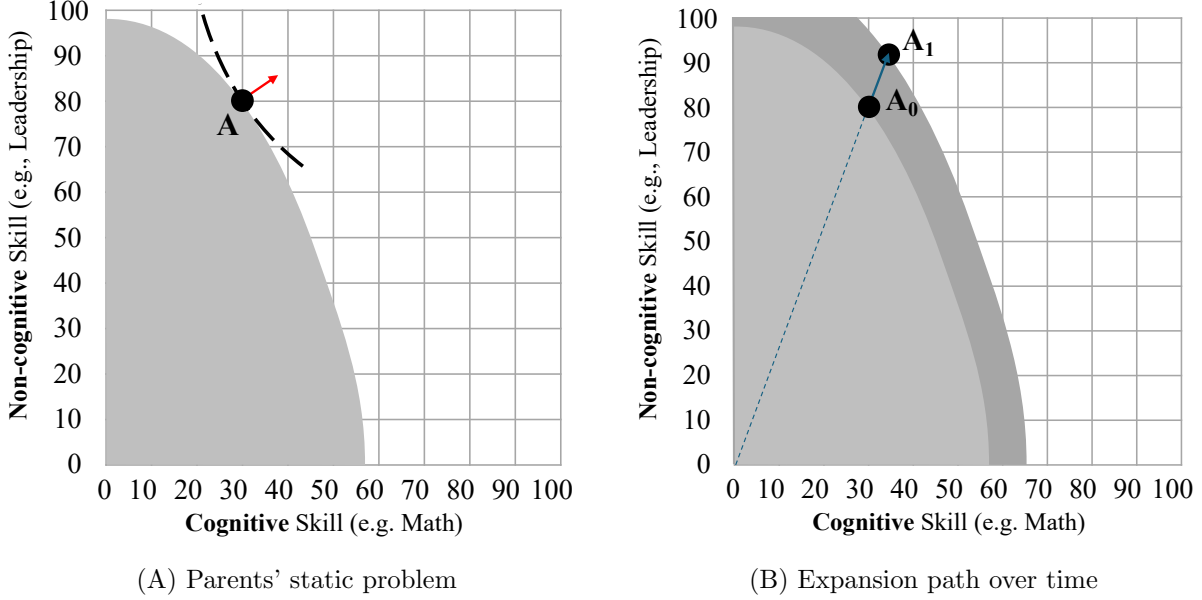 100
90
80
70
60
50
40
30
20
10
0
Non-cognitive Skill (e.g., Leadership)
A
0 10 20 30 40 50 60 70 80 90 100
Cognitive Skill (e.g. Math)
(A) Parents' static problem
100
90
80
70
60
50
40
30
20
10
0
Non-cognitive Skill (e.g., Leadership)
A1
A0
0 10 20 30 40 50 60 70 80 90 100
Cognitive Skill (e.g. Math)
(B) Expansion path over time